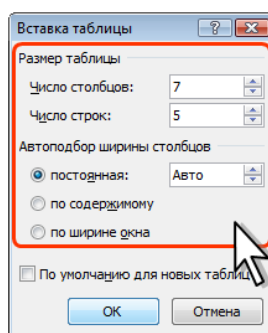 Вставка таблицы
Размер таблицы
Число столбцов: 7
Число строк: 5
Автоподбор ширины столбцов
постоянная: Авто
по содержимому
по ширине окна
По умолчанию для новых таблиц
ОК Отмена